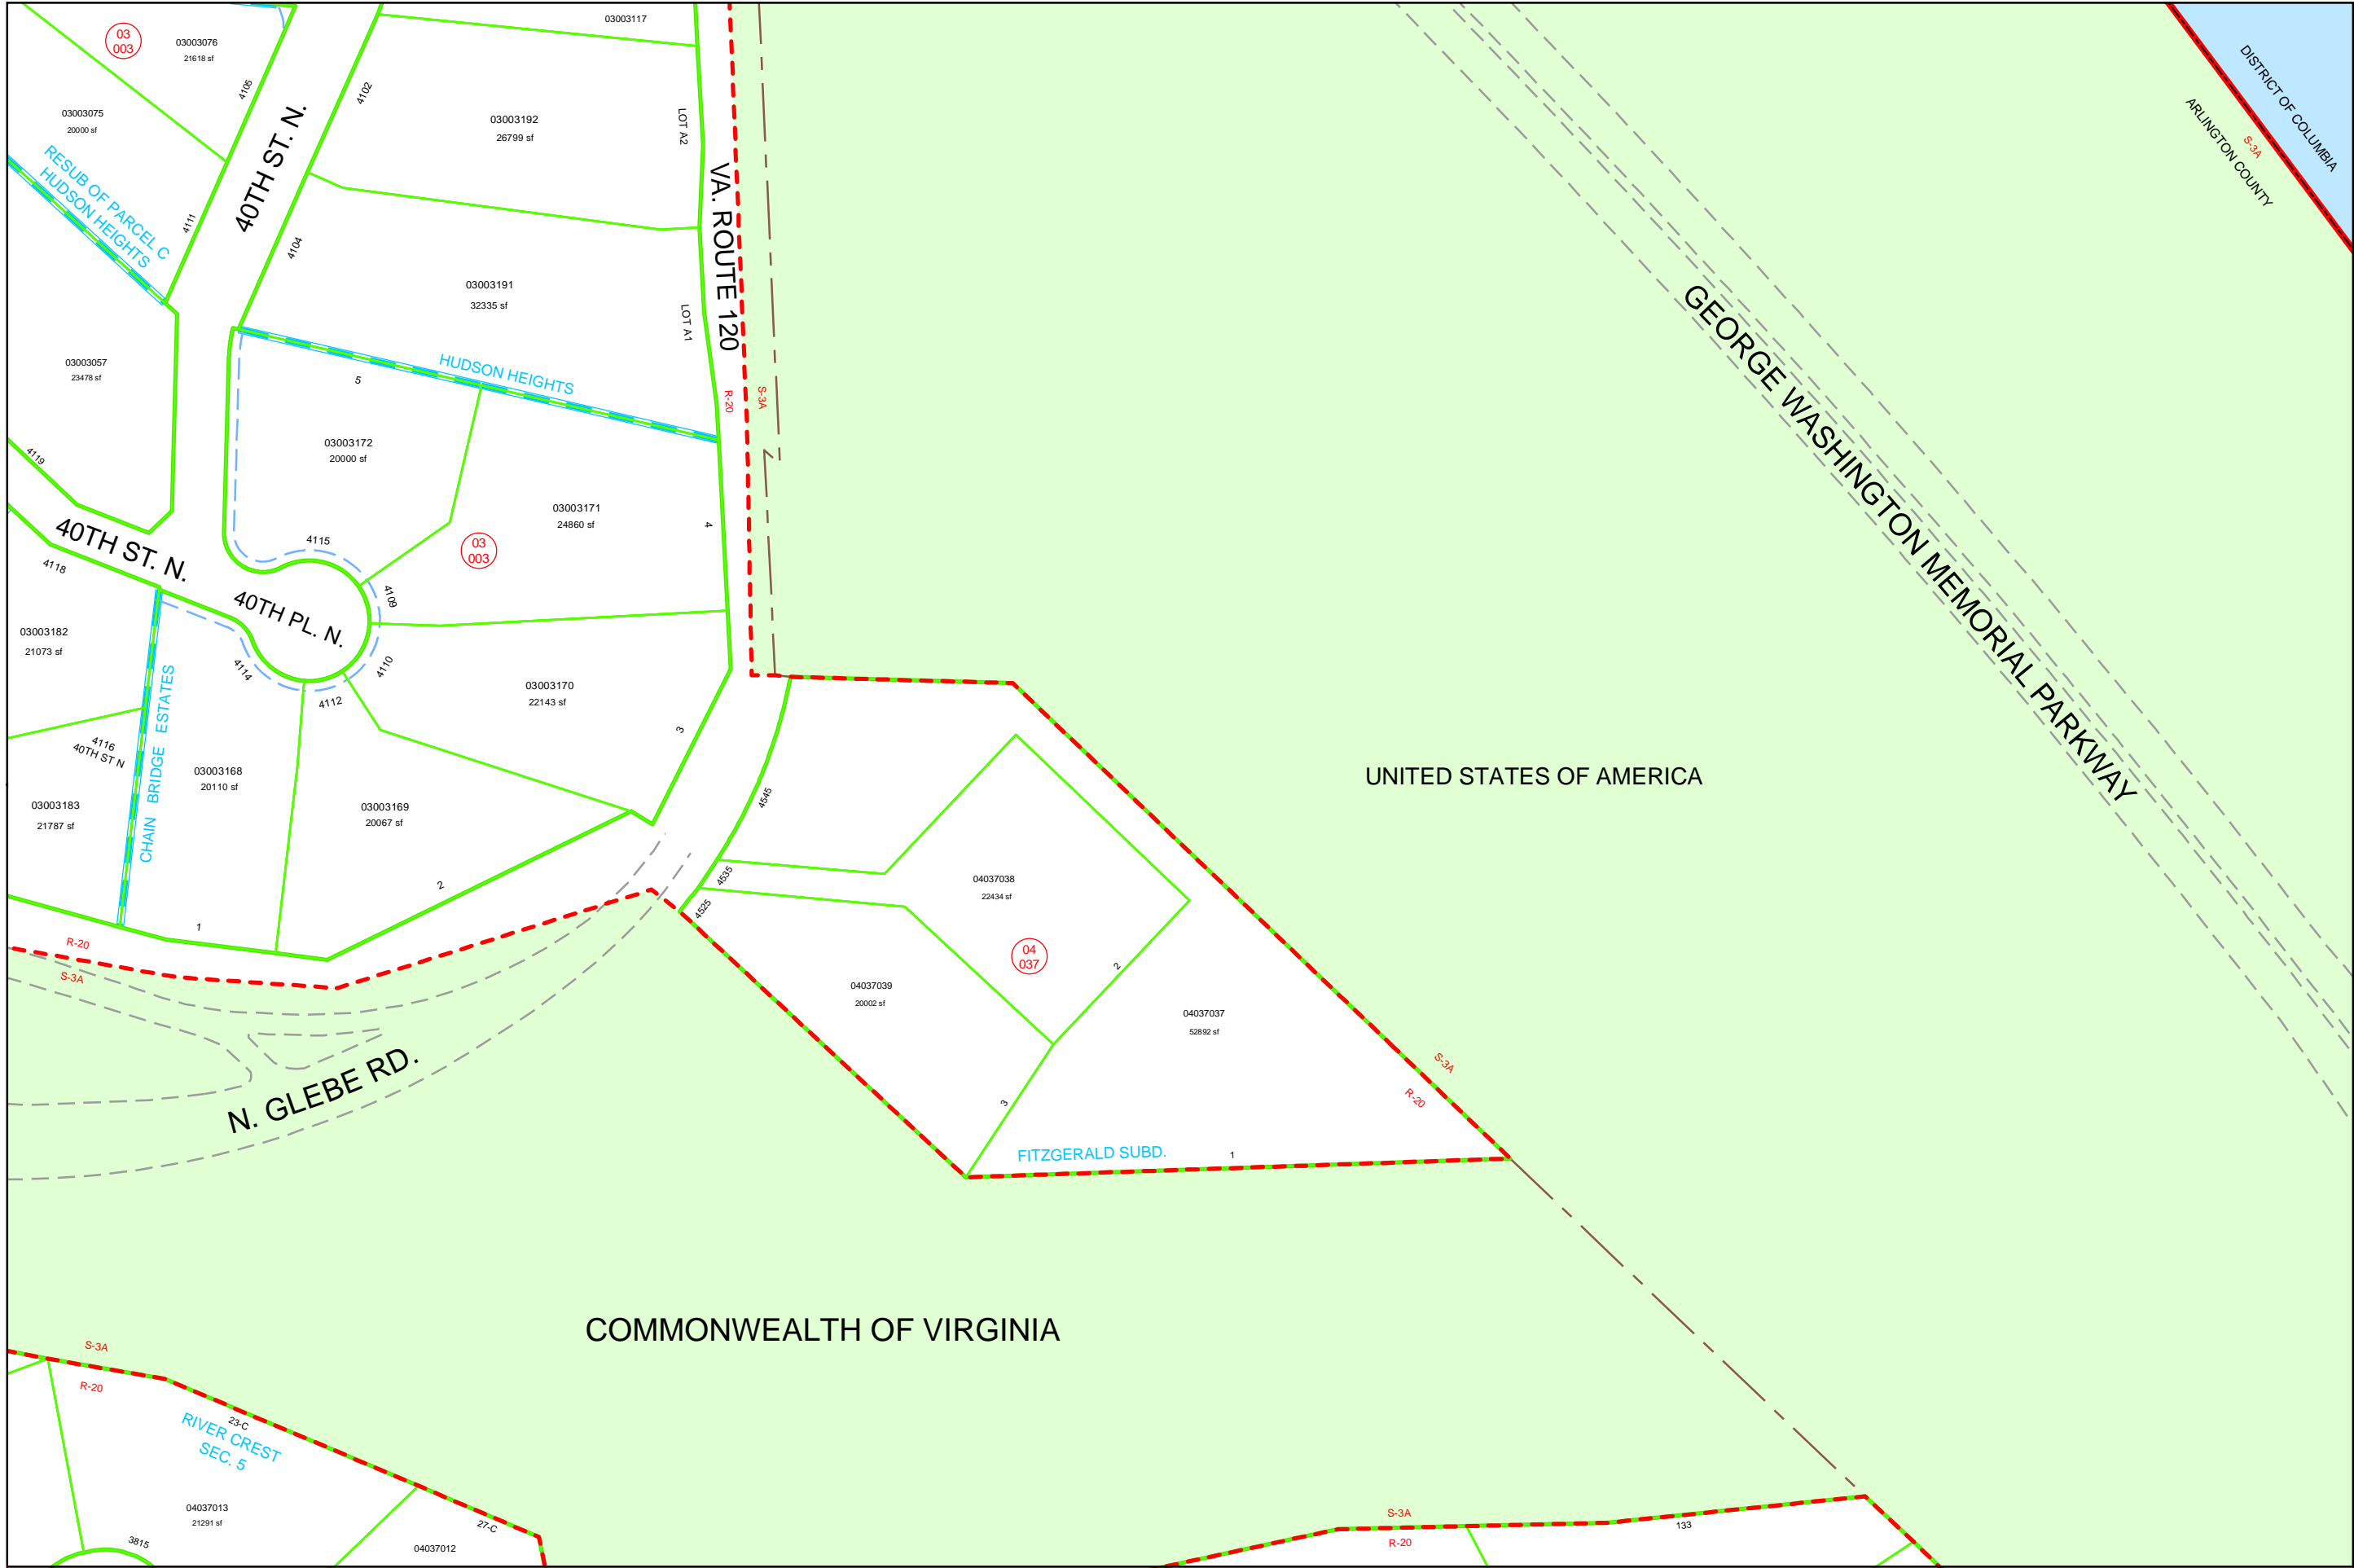 03
003
03003076
21618 sf
4105
03003075
20000 sf
RESUB OF PARCEL C
HUDSON HEIGHTS
4111
40TH ST. N.
4102
03003117
03003192
26799 sf
LOT A2
VA. ROUTE 120
4104
03003191
32335 sf
LOT A1
HUDSON HEIGHTS
R-20
S-3A
03003057
23478 sf
4119
5
03003172
20000 sf
03003171
24860 sf
4
03
003
40TH ST. N.
4118
4115
4109
40TH PL. N.
4110
4114
4112
03003182
21073 sf
CHAIN BRIDGE ESTATES
4116
40TH ST N
03003183
21787 sf
03003168
20110 sf
1
03003169
20067 sf
2
03003170
22143 sf
3
R-20
S-3A
N. GLEBE RD.
4545
4535
4525
04037038
22434 sf
04
037
2
04037039
20002 sf
3
04037037
52892 sf
FITZGERALD SUBD.
1
S-3A
R-20
UNITED STATES OF AMERICA
GEORGE WASHINGTON MEMORIAL PARKWAY
DISTRICT OF COLUMBIA
S-3A
ARLINGTON COUNTY
COMMONWEALTH OF VIRGINIA
S-3A
R-20
23-C
RIVER CREST
SEC. 5
04037013
21291 sf
3815
27-C
04037012
S-3A
R-20
133